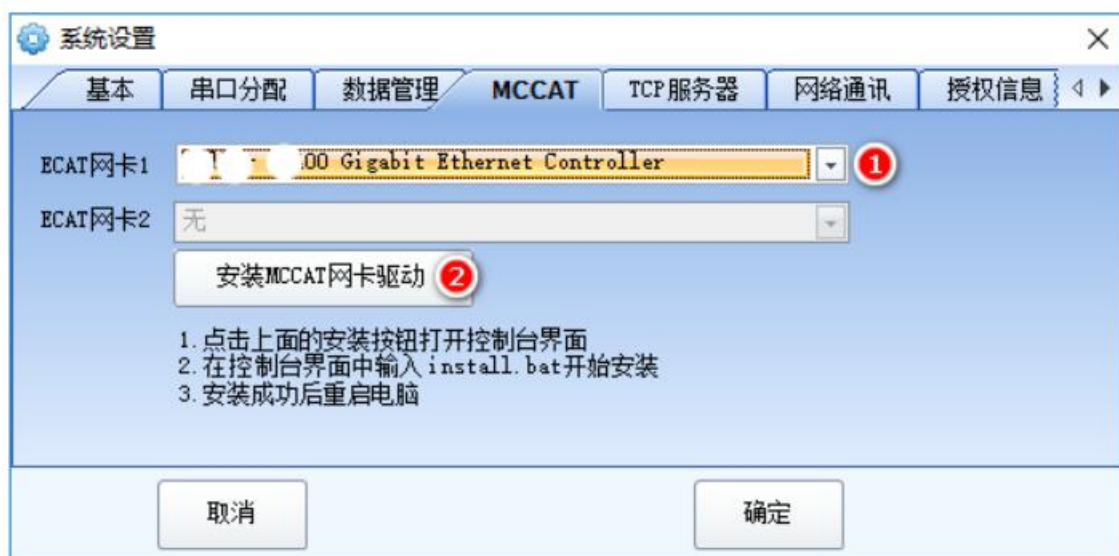 系统设置
基本 串口分配 数据管理 MCCAT TCP服务器 网络通讯 授权信息
ECAT网卡1 00 Gigabit Ethernet Controller 1
ECAT网卡2 无
安装MCCAT网卡驱动 2
1.点击上面的安装按钮打开控制台界面
2.在控制台界面中输入install.bat开始安装
3.安装成功后重启电脑
取消 确定